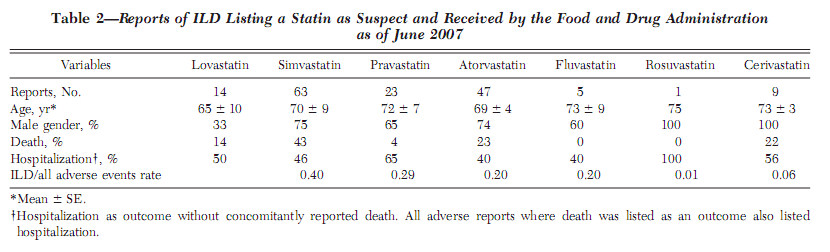 Table 2—Reports of ILD Listing a Statin as Suspect and Received by the Food and Drug Administration
as of June 2007
Variables Lovastatin Simvastatin Pravastatin Atorvastatin Fluvastatin Rosuvastatin Cerivastatin
Reports, No. 14 63 23 47 5 1 9
Age, yr* 65 ± 10 70 ± 9 72 ± 7 69 ± 4 73 ± 9 75 73 ± 3
Male gender, % 33 75 65 74 60 100 100
Death, % 14 43 4 23 0 0 22
Hospitalization†, % 50 46 65 40 40 100 56
ILD/all adverse events rate 0.40 0.29 0.20 0.20 0.01 0.06
*Mean ± SE.
†Hospitalization as outcome without concomitantly reported death. All adverse reports where death was listed as an outcome also listed
hospitalization.